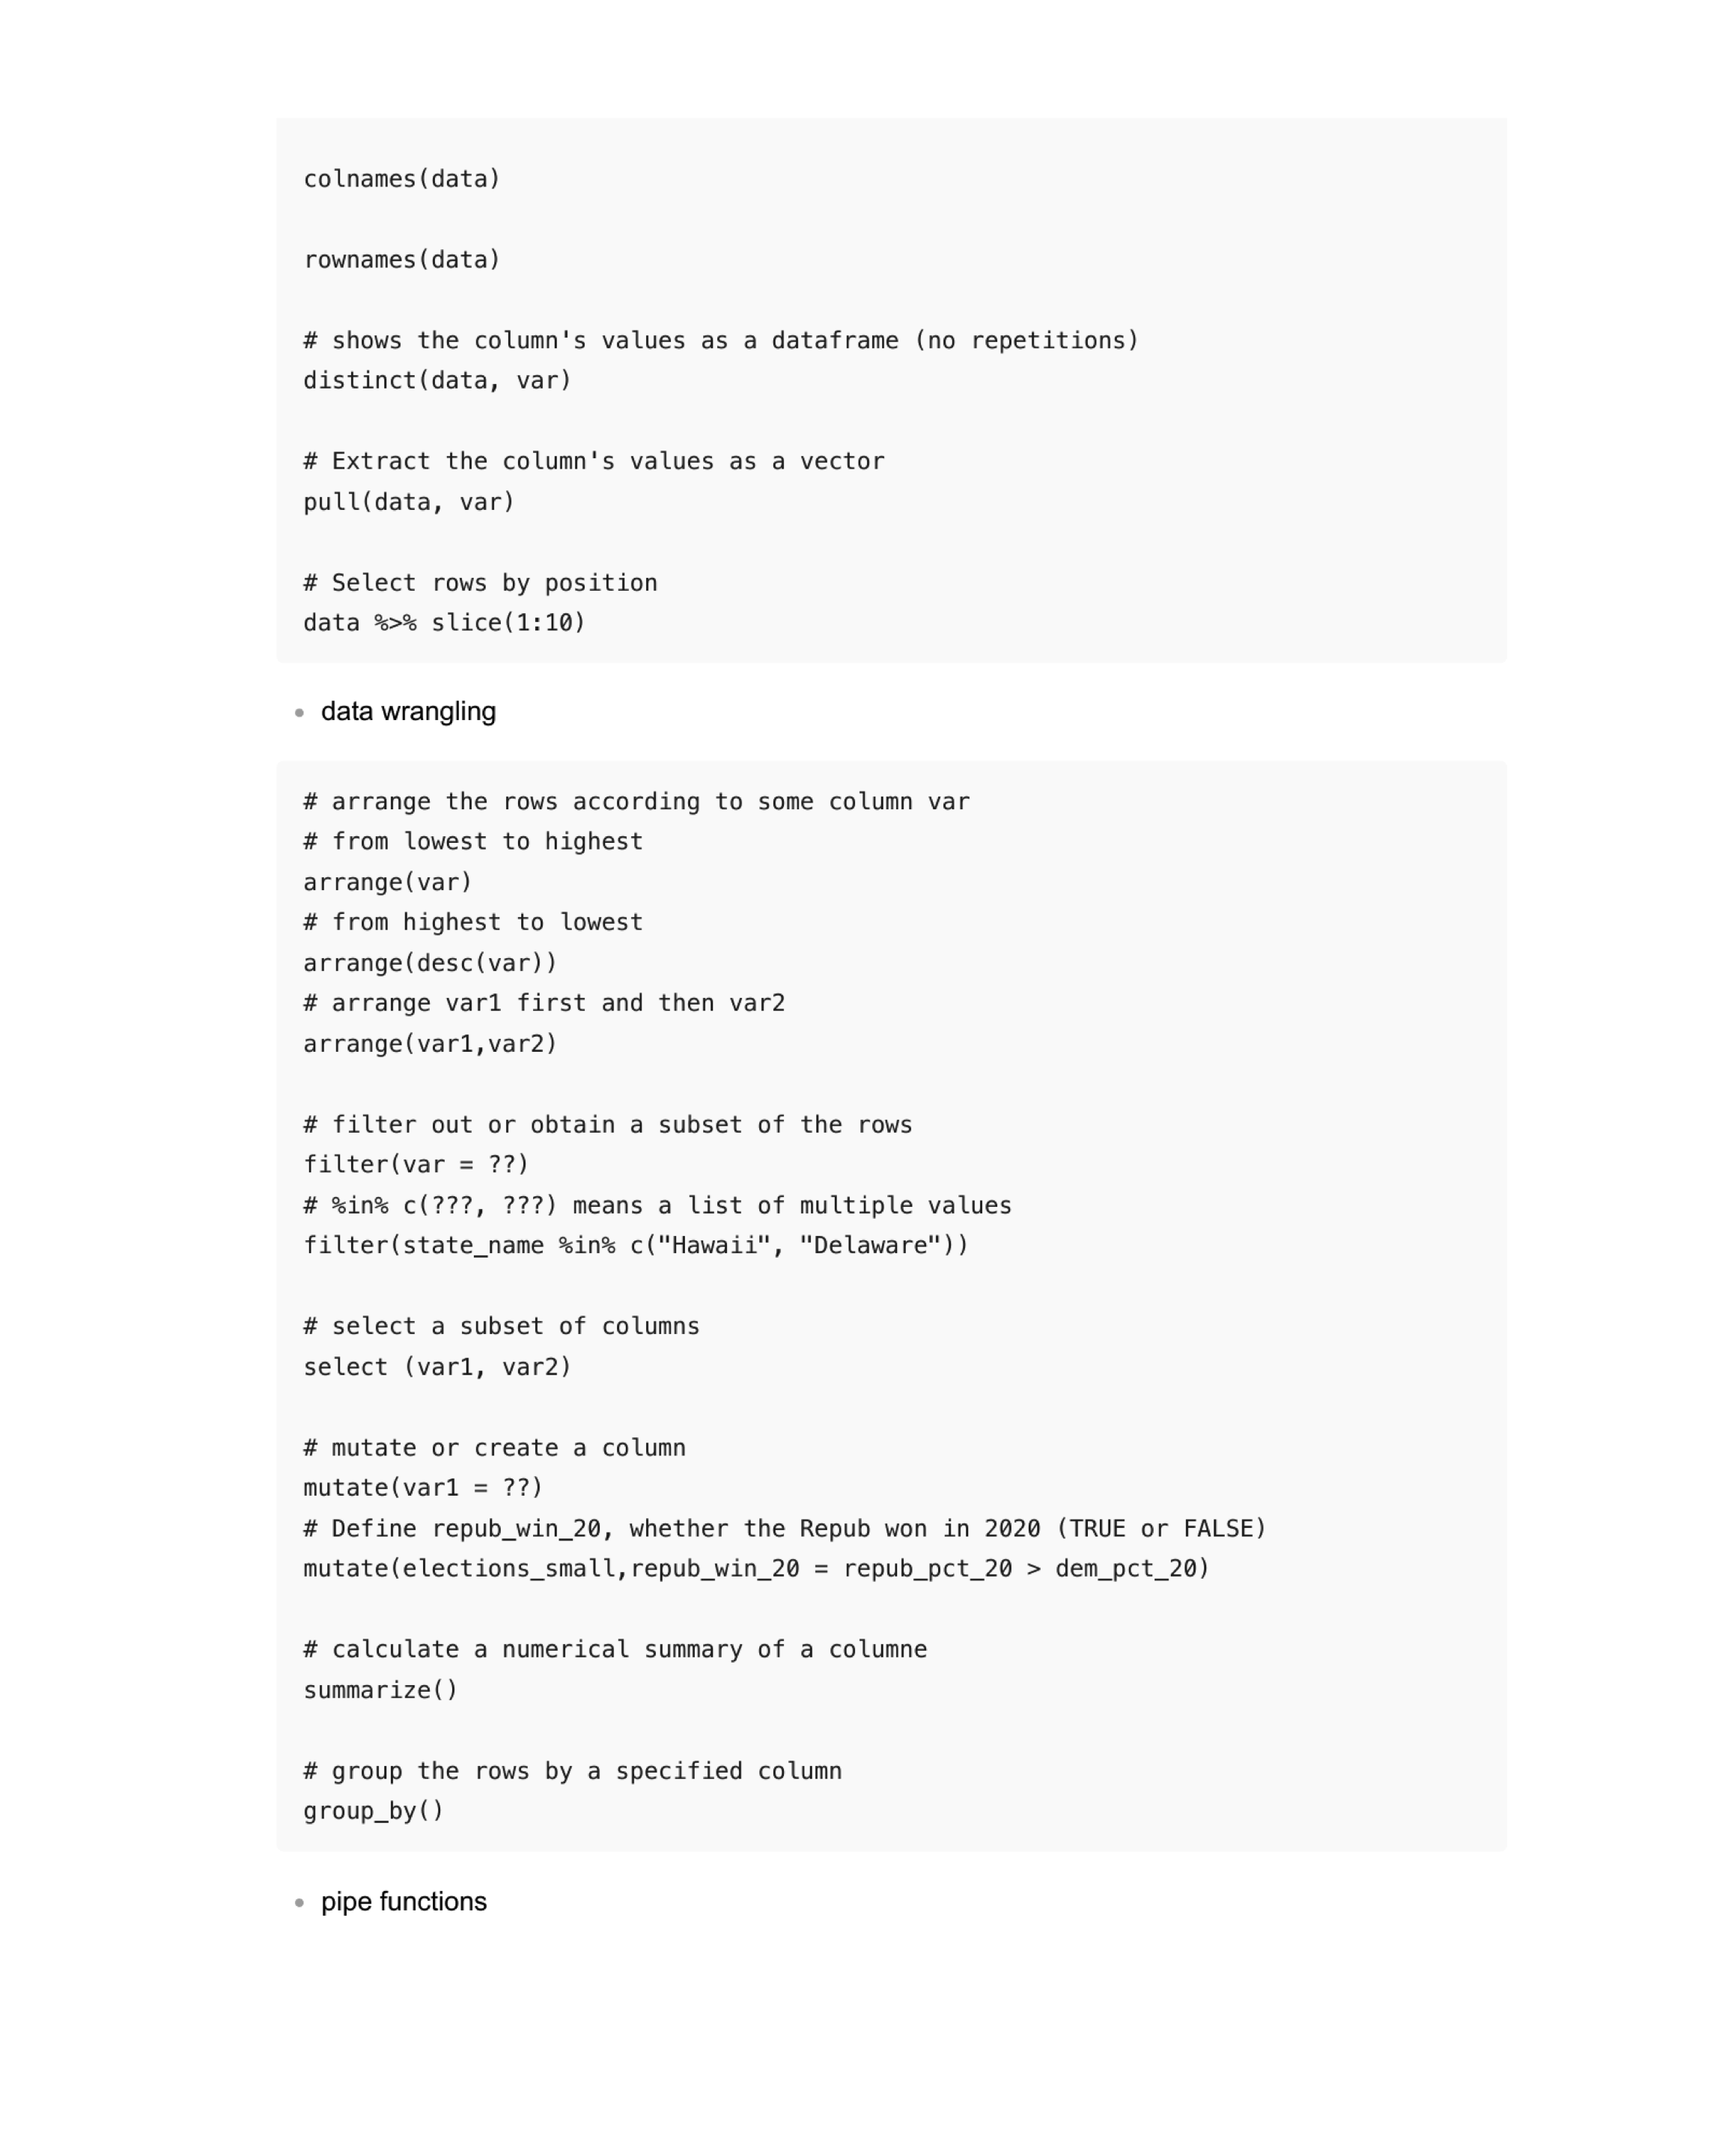 colnames(data)
rownames(data)
# shows the column's values as a dataframe (no repetitions)
distinct(data, var)
# Extract the column's values as a vector
pull(data, var)
# Select rows by position
data %>% slice(1:10)
• data wrangling
# arrange the rows according to some column var
# from lowest to highest
arrange(var)
# from highest to lowest
arrange(desc(var))
# arrange var1 first and then var2
arrange(var1,var2)
# filter out or obtain a subset of the rows
filter(var = ??)
# %in% c(???, ???) means a list of multiple values
filter(state_name %in% c("Hawaii", "Delaware"))
# select a subset of columns
select (var1, var2)
# mutate or create a column
mutate(var1 = ??)
# Define repub_win_20, whether the Repub won in 2020 (TRUE or FALSE)
mutate(elections_small,repub_win_20 = repub_pct_20 > dem_pct_20)
# calculate a numerical summary of a columne
summarize()
# group the rows by a specified column
group_by()
• pipe functions